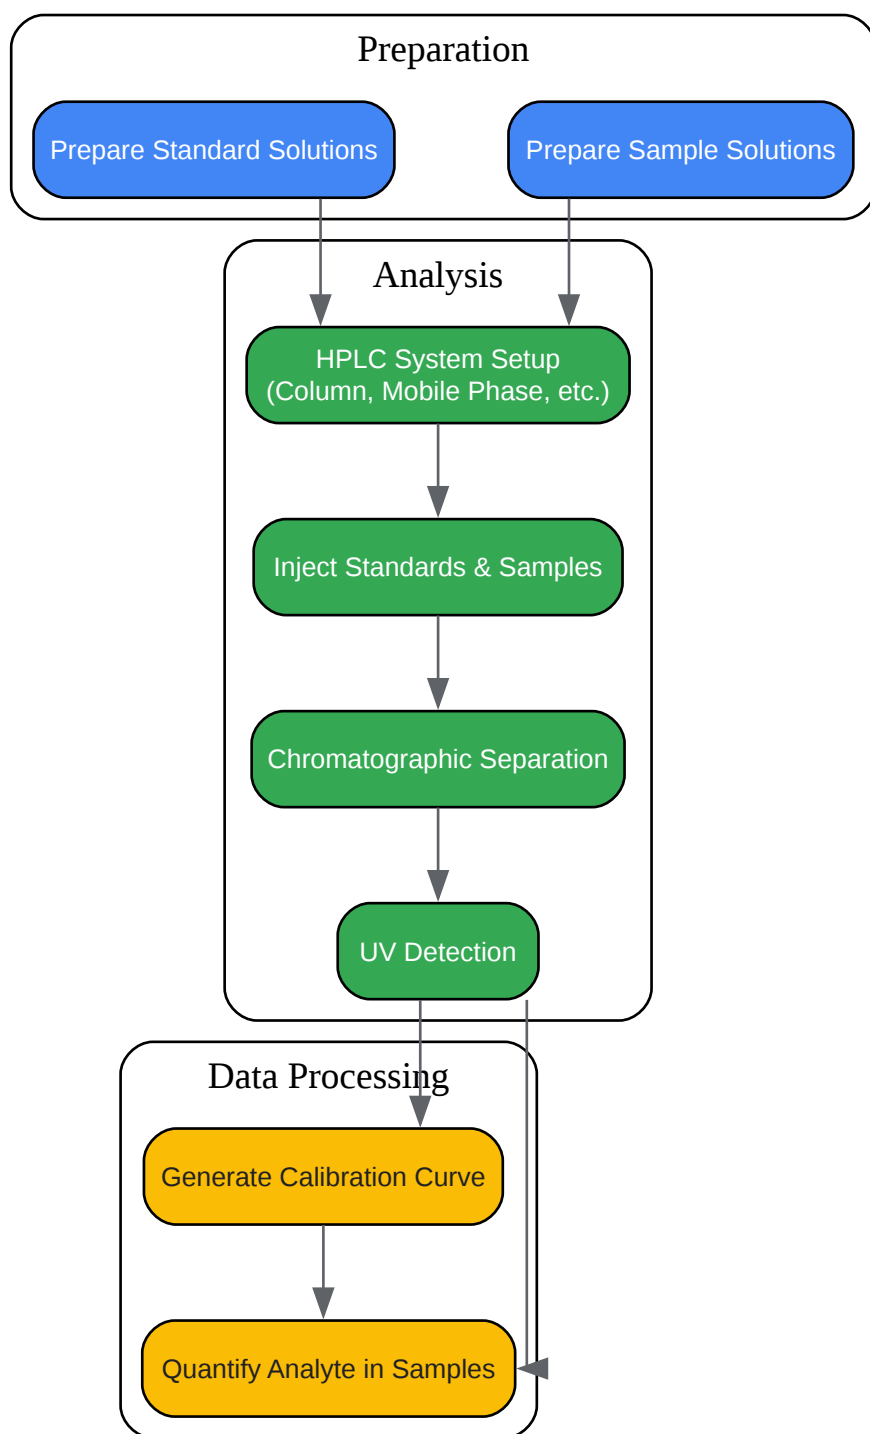 Preparation
Prepare Standard Solutions
Prepare Sample Solutions
Analysis
HPLC System Setup
(Column, Mobile Phase, etc.)
Inject Standards & Samples
Chromatographic Separation
UV Detection
Data Processing
Generate Calibration Curve
Quantify Analyte in Samples